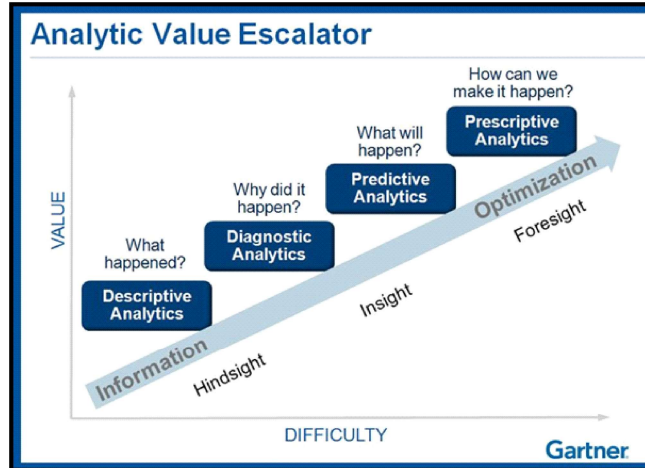 Analytic Value Escalator
How can we
make it happen?
Prescriptive
Analytics
What will
happen?
Predictive
Analytics
Why did it
happen?
Diagnostic
Analytics
What
happened?
Descriptive
Analytics
VALUE
Information
Optimization
Hindsight
Insight
Foresight
DIFFICULTY
Gartner